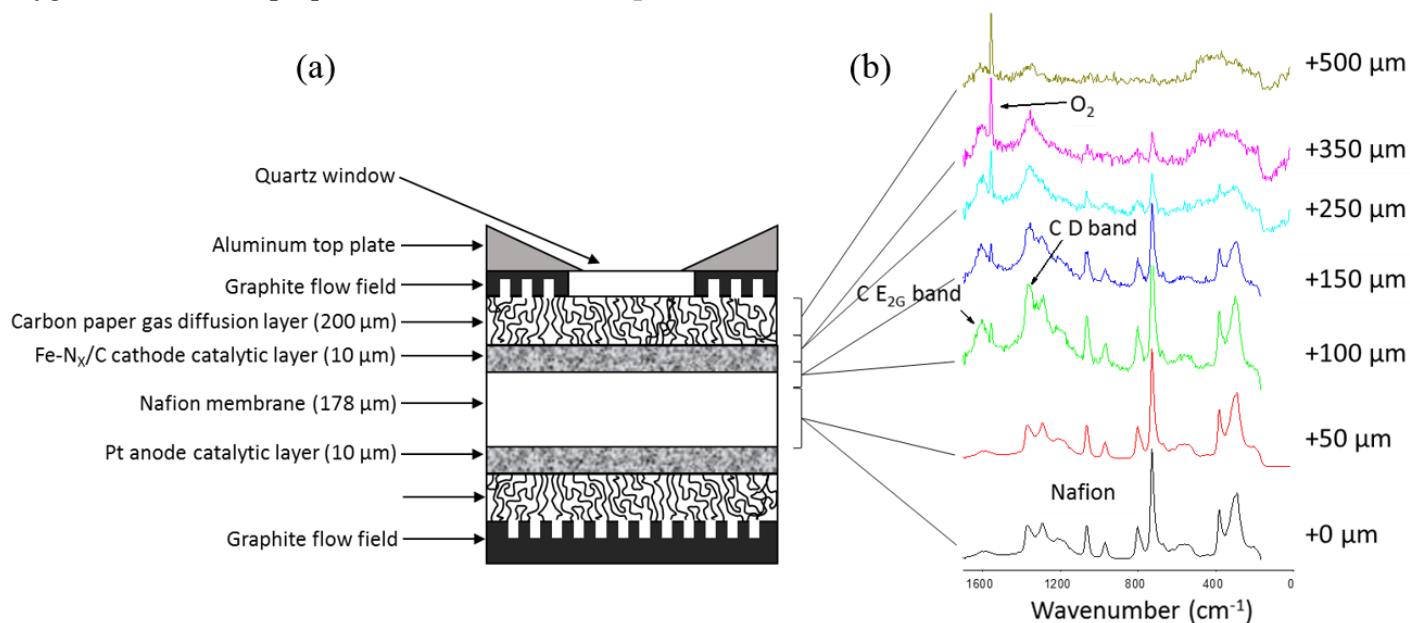 (a)
Quartz window
Aluminum top plate
Graphite flow field
Carbon paper gas diffusion layer (200 µm)
Fe-NX/C cathode catalytic layer (10 µm)
Nafion membrane (178 µm)
Pt anode catalytic layer (10 µm)
Graphite flow field
(b)
+500 µm
O2
+350 µm
+250 µm
C D band
+150 µm
C E2G band
+100 µm
+50 µm
Nafion
+0 µm
1600 1200 800 400 0
Wavenumber (cm-1)